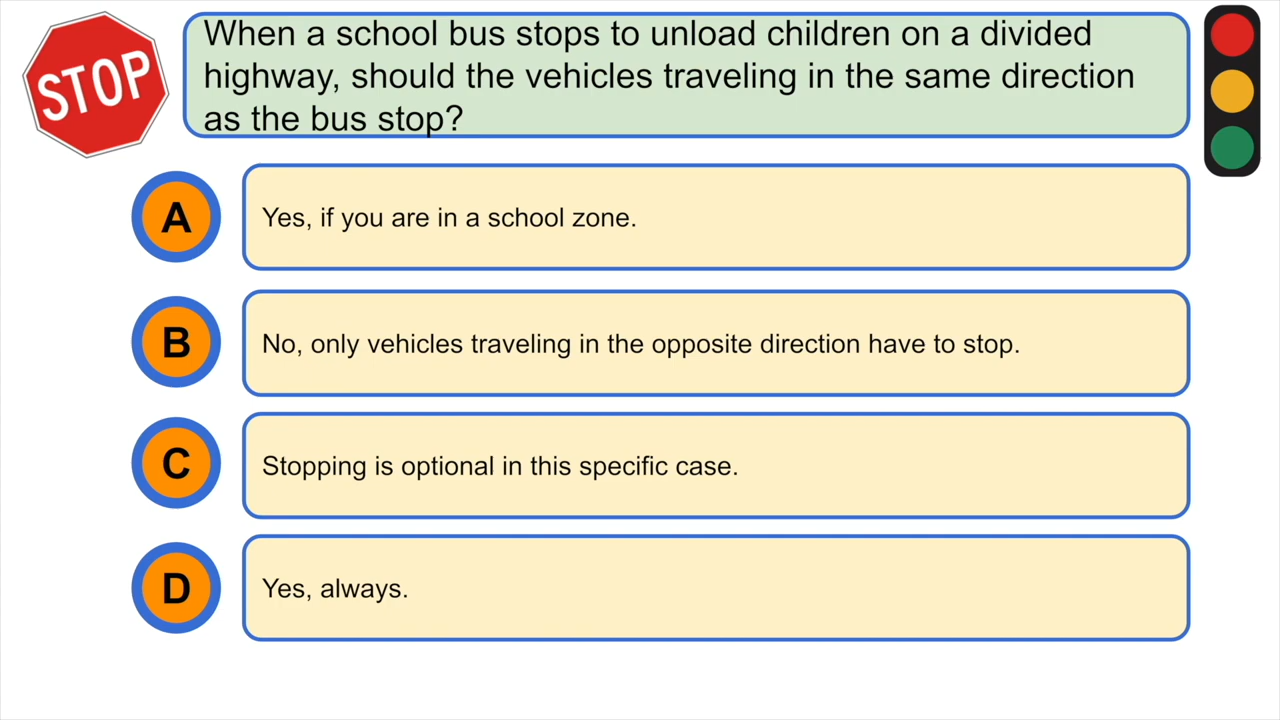 STOP
When a school bus stops to unload children on a divided
highway, should the vehicles traveling in the same direction
as the bus stop?
A
Yes, if you are in a school zone.
B
No, only vehicles traveling in the opposite direction have to stop.
C
Stopping is optional in this specific case.
D
Yes, always.